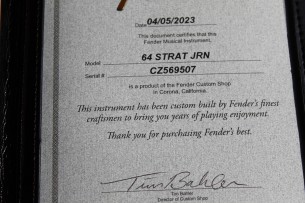 Date 04/05/2023
This document certifies that the
Fender Musical Instrument,
Model 64 STRAT JRN
Serial # CZ569507
is a product of the Fender Custom Shop
in Corona, California.
This instrument has been custom built by Fender's finest
craftsmen to bring you years of playing enjoyment.
Thank you for purchasing Fender's best.
Tim Bahler
Director of Custom Shop